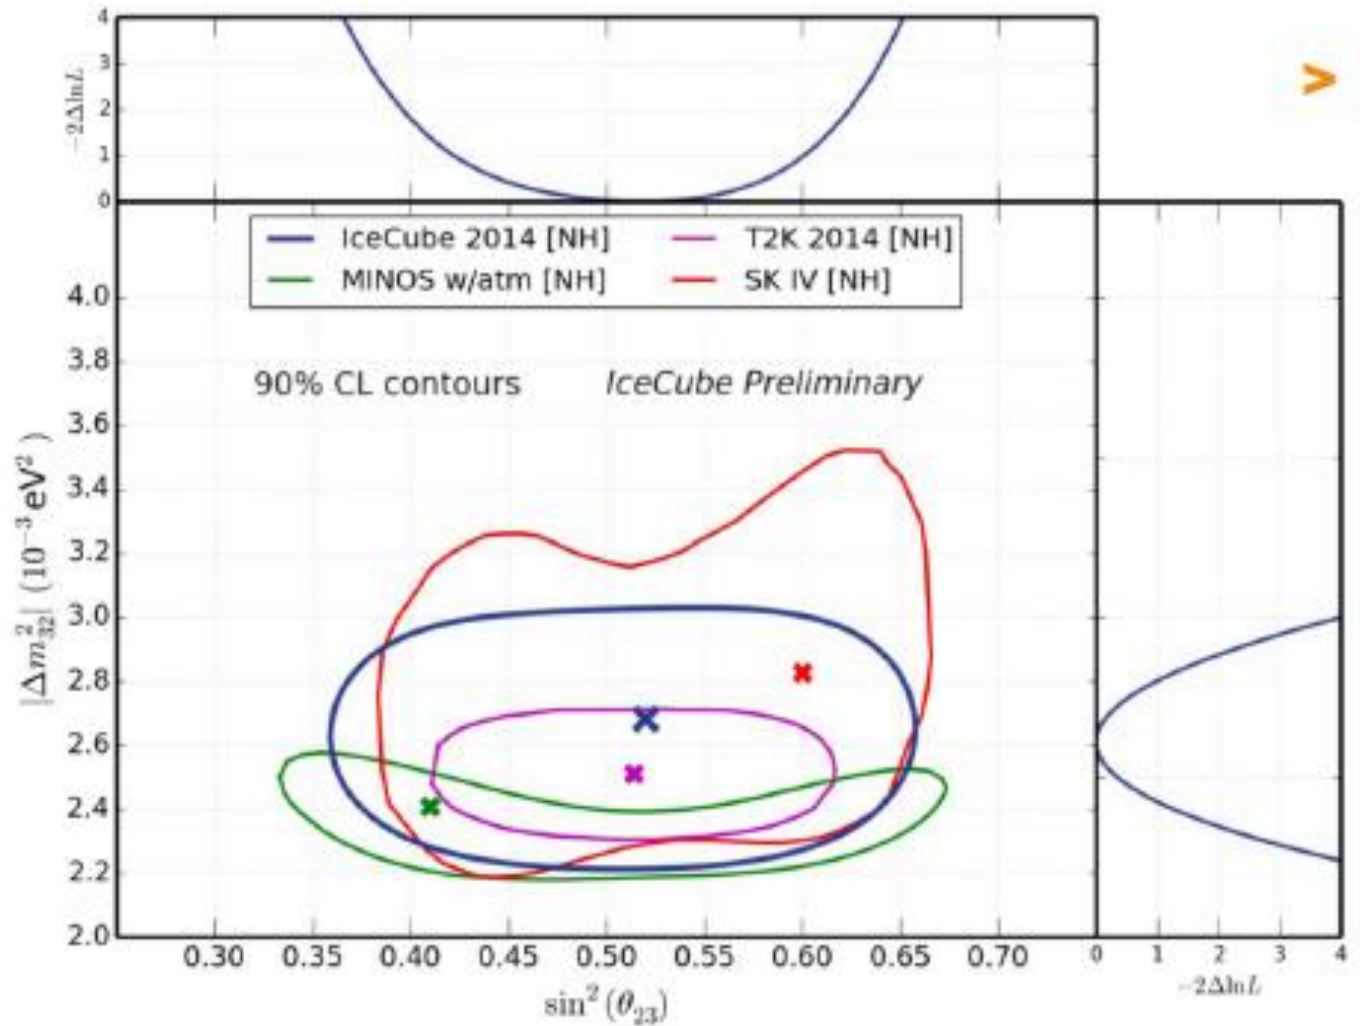 >
4
3
2
1
0
−2ΔlnL
IceCube 2014 [NH]
T2K 2014 [NH]
MINOS w/atm [NH]
SK IV [NH]
90% CL contours
IceCube Preliminary
4.0
3.8
3.6
3.4
3.2
3.0
2.8
2.6
2.4
2.2
2.0
|Δm²₃₂| (10⁻³ eV²)
0.30 0.35 0.40 0.45 0.50 0.55 0.60 0.65 0.70
sin² (θ₂₃)
0 1 2 3 4
−2ΔlnL